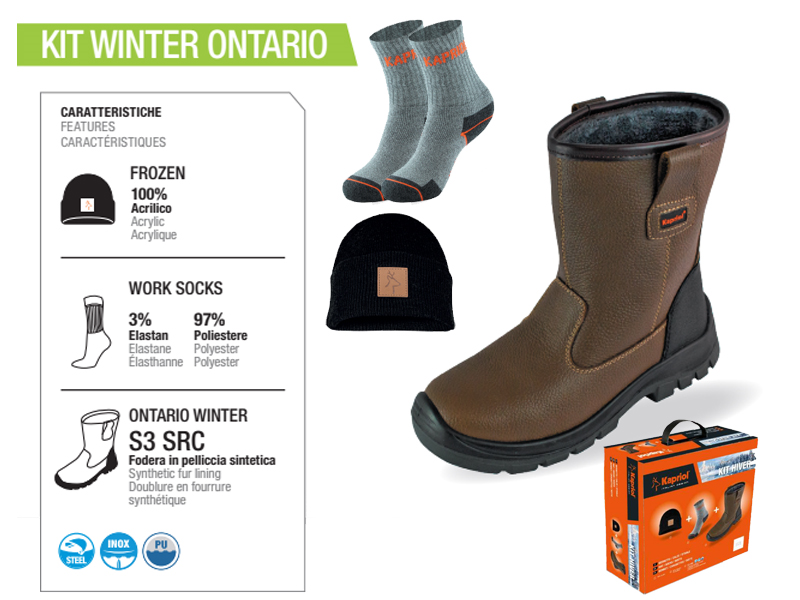 KIT WINTER ONTARIO
CARATTERISTICHE
FEATURES
CARACTÉRISTIQUES
FROZEN
100%
Acrilico
Acrylic
Acrylique
WORK SOCKS
3% 97%
Elastan Poliestere
Elastane Polyester
Élasthanne Polyester
ONTARIO WINTER
S3 SRC
Fodera in pelliccia sintetica
Synthetic fur lining
Doublure en fourrure
synthétique
STEEL
INOX
PU
KAPRIOL
Kapriol
Kapriol
KIT HIVER